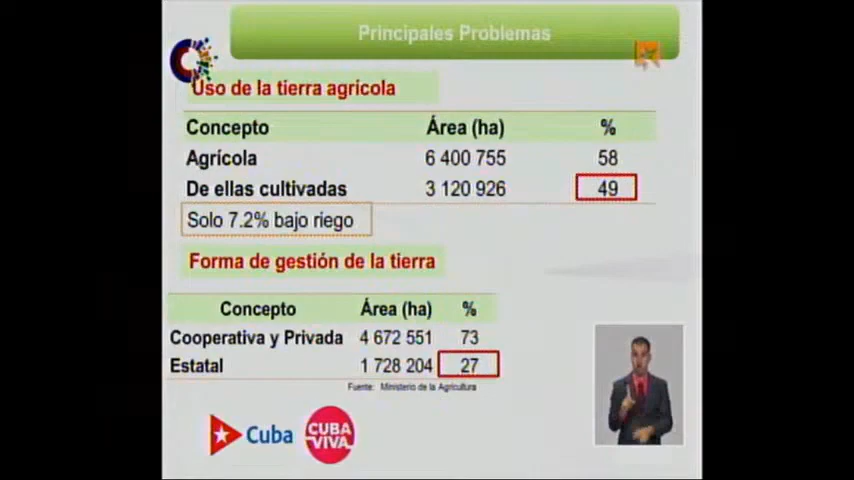 Principales Problemas
Uso de la tierra agricola
Concepto Área (ha) %
Agrícola 6 400 755 58
De ellas cultivadas 3 120 926 49
Solo 7.2% bajo riego
Forma de gestión de la tierra
Concepto Área (ha) %
Cooperativa y Privada 4 672 551 73
Estatal 1 728 204 27
Fuente: Ministerio de la Agricultura
Cuba
CUBA
VIVA